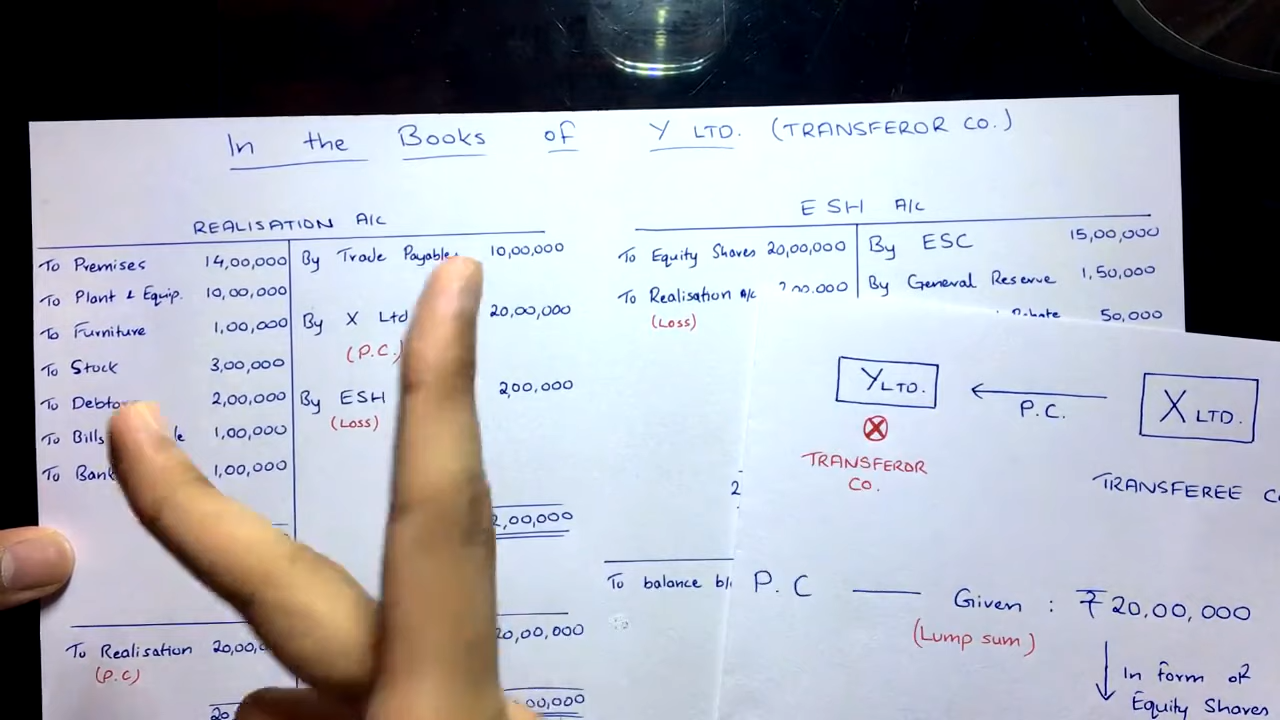 In the Books of Y LTD. (TRANSFEROR CO.)
REALISATION A/C
To Premises 14,00,000 By Trade Payables 10,00,000
To Plant & Equip. 10,00,000
To Furniture 1,00,000 By X Ltd 20,00,000
(P.C.)
To Stock 3,00,000
To 2,00,000 By ESH 200,000
(Loss)
To Bills 1,00,000
To 1,00,000
2,00,000
20,00,000
To Realisation
(P.C)
ESH A/C
To Equity Shares 20,00,000 By ESC 15,00,000
To Realisation A/c By General Reserve 1,50,000
(Loss)
50,000
To balance
Y LTD. P.C. X LTD.
TRANSFEROR
CO.
TRANSFEREE
P.C — Given : ₹ 20,00,000
(Lump sum)
In form of
Equity Shares